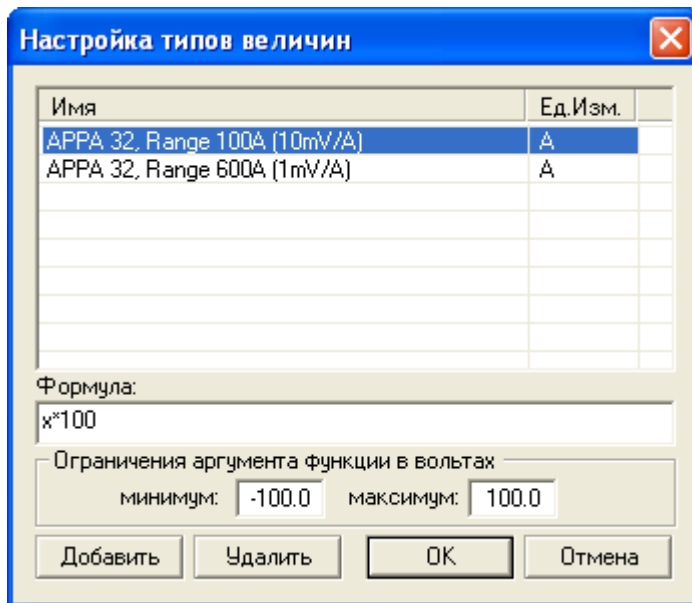 Настройка типов величин
Имя Ед.Изм.
APPA 32, Range 100A (10mV/A) A
APPA 32, Range 600A (1mV/A) A
Формула:
x*100
Ограничения аргумента функции в вольтах
минимум: -100.0 максимум: 100.0
Добавить Удалить OK Отмена